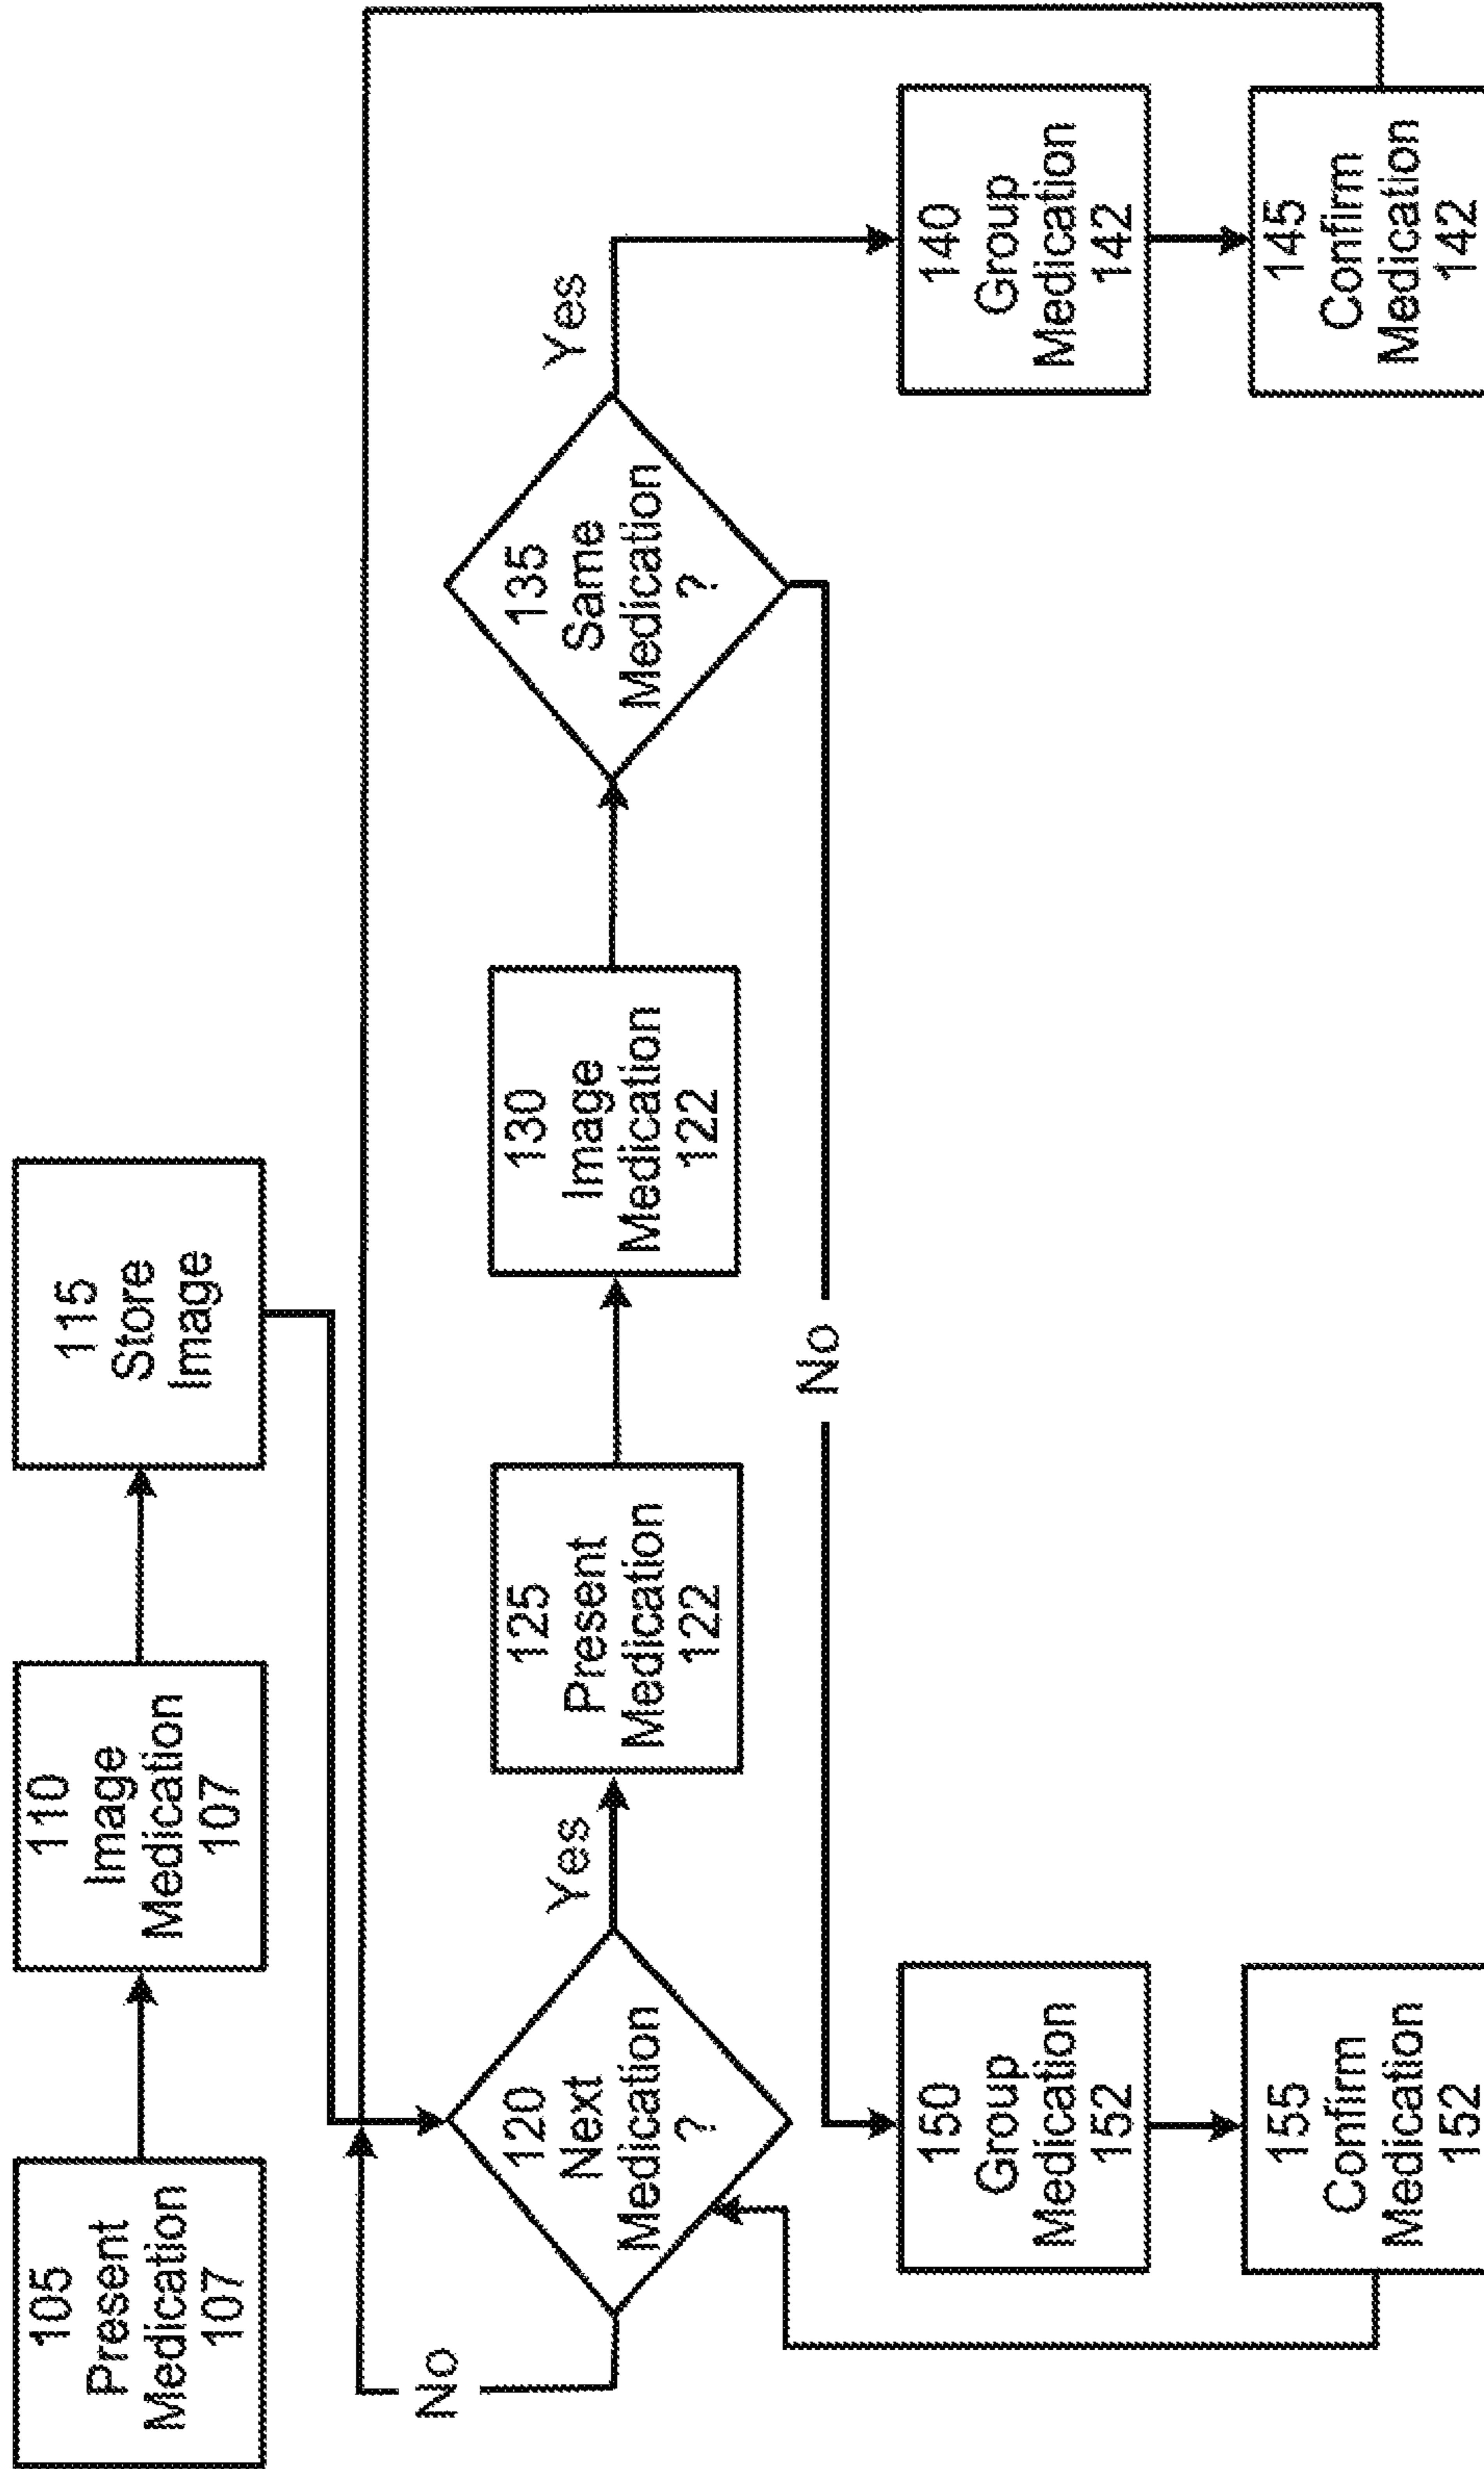 105
Present
Medication
107
110
Image
Medication
107
115
Store
Image
120
Next
Medication
?
No
Yes
125
Present
Medication
122
130
Image
Medication
122
135
Same
Medication
?
Yes
No
140
Group
Medication
142
145
Confirm
Medication
142
150
Group
Medication
152
155
Confirm
Medication
152